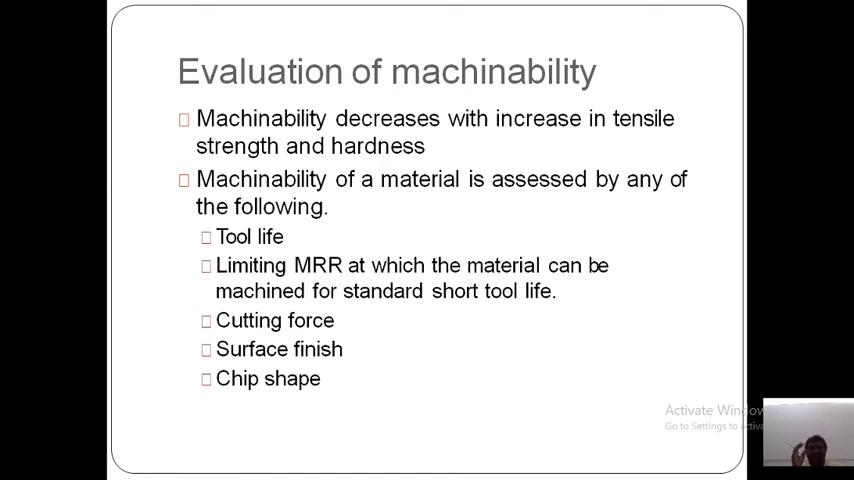 Evaluation of machinability
Machinability decreases with increase in tensile
strength and hardness
Machinability of a material is assessed by any of
the following.
Tool life
Limiting MRR at which the material can be
machined for standard short tool life.
Cutting force
Surface finish
Chip shape
Activate Window
Go to Settings to activa